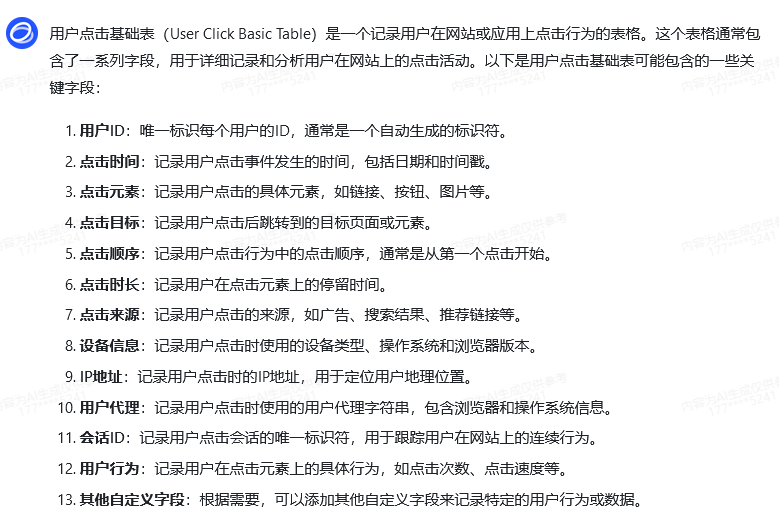 用户点击基础表（User Click Basic Table）是一个记录用户在网站或应用上点击行为的表格。这个表格通常包
含了一系列字段，用于详细记录和分析用户在网站上的点击活动。以下是用户点击基础表可能包含的一些关
键字段：
1. 用户ID：唯一标识每个用户的ID，通常是一个自动生成的标识符。
2. 点击时间：记录用户点击事件发生的时间，包括日期和时间戳。
3. 点击元素：记录用户点击的具体元素，如链接、按钮、图片等。
4. 点击目标：记录用户点击后跳转到的目标页面或元素。
5. 点击顺序：记录用户点击行为中的点击顺序，通常是从第一个点击开始。
6. 点击时长：记录用户在点击元素上的停留时间。
7. 点击来源：记录用户点击的来源，如广告、搜索结果、推荐链接等。
8. 设备信息：记录用户点击时使用的设备类型、操作系统和浏览器版本。
9. IP地址：记录用户点击时的IP地址，用于定位用户地理位置。
10. 用户代理：记录用户点击时使用的用户代理字符串，包含浏览器和操作系统信息。
11. 会话ID：记录用户点击会话的唯一标识符，用于跟踪用户在网站上的连续行为。
12. 用户行为：记录用户在点击元素上的具体行为，如点击次数、点击速度等。
13. 其他自定义字段：根据需要，可以添加其他自定义字段来记录特定的用户行为或数据。